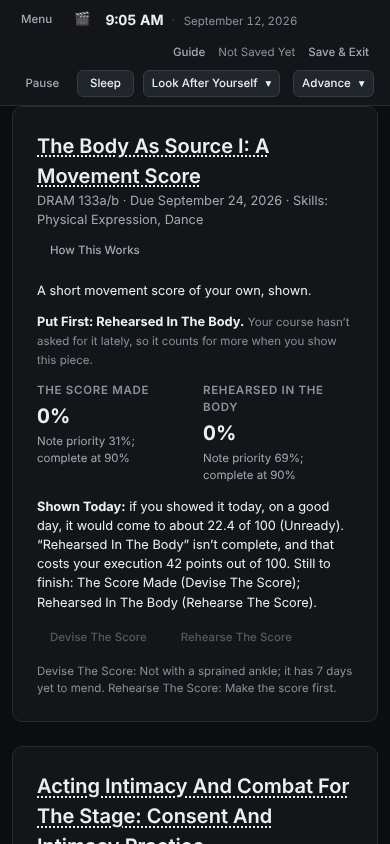 Menu 🎬 9:05 AM · September 12, 2026
Guide Not Saved Yet Save & Exit
Pause Sleep Look After Yourself ▾ Advance ▾
The Body As Source I: A
Movement Score
DRAM 133a/b · Due September 24, 2026 · Skills:
Physical Expression, Dance
How This Works
A short movement score of your own, shown.
Put First: Rehearsed In The Body. Your course hasn't
asked for it lately, so it counts for more when you show
this piece.
THE SCORE MADE
0%
Note priority 31%;
complete at 90%
REHEARSED IN THE
BODY
0%
Note priority 69%;
complete at 90%
Shown Today: if you showed it today, on a good
day, it would come to about 22.4 of 100 (Unready).
“Rehearsed In The Body” isn't complete, and that
costs your execution 42 points out of 100. Still to
finish: The Score Made (Devise The Score);
Rehearsed In The Body (Rehearse The Score).
Devise The Score Rehearse The Score
Devise The Score: Not with a sprained ankle; it has 7 days
yet to mend. Rehearse The Score: Make the score first.
Acting Intimacy And Combat For
The Stage: Consent And
Intimacy Practice